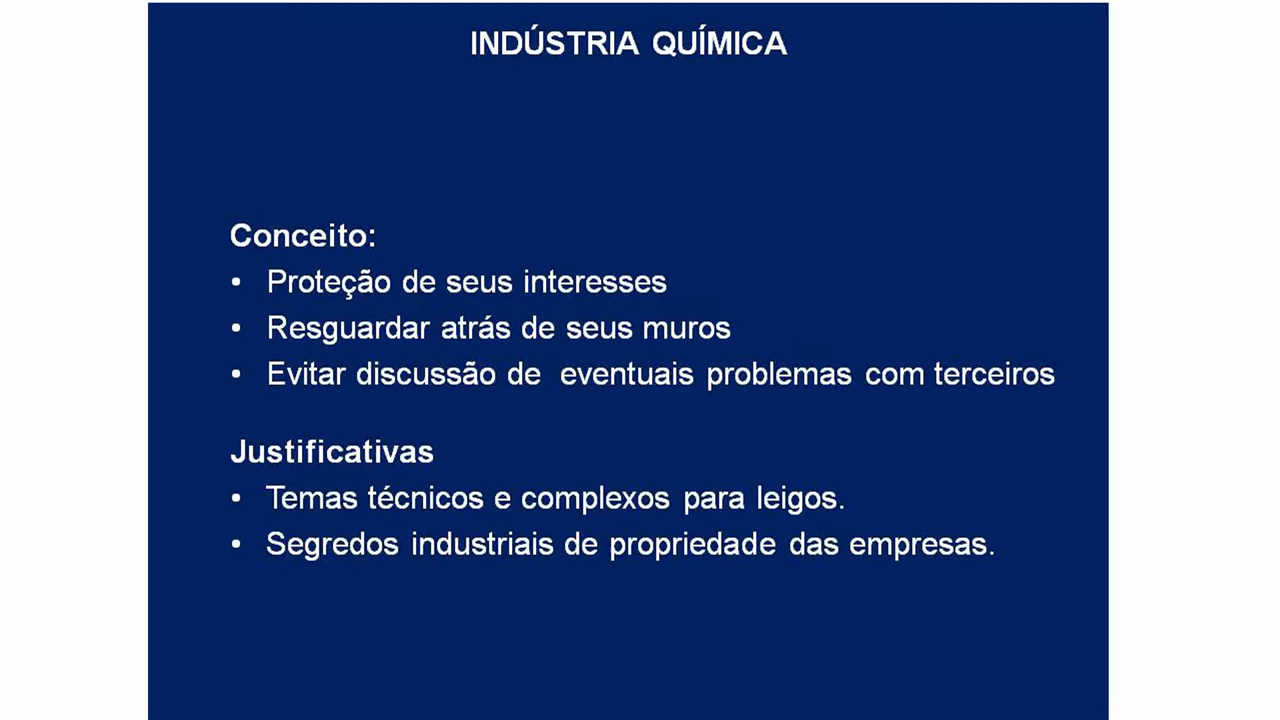 INDÚSTRIA QUÍMICA
Conceito:
• Proteção de seus interesses
• Resguardar atrás de seus muros
• Evitar discussão de eventuais problemas com terceiros
Justificativas
• Temas técnicos e complexos para leigos.
• Segredos industriais de propriedade das empresas.